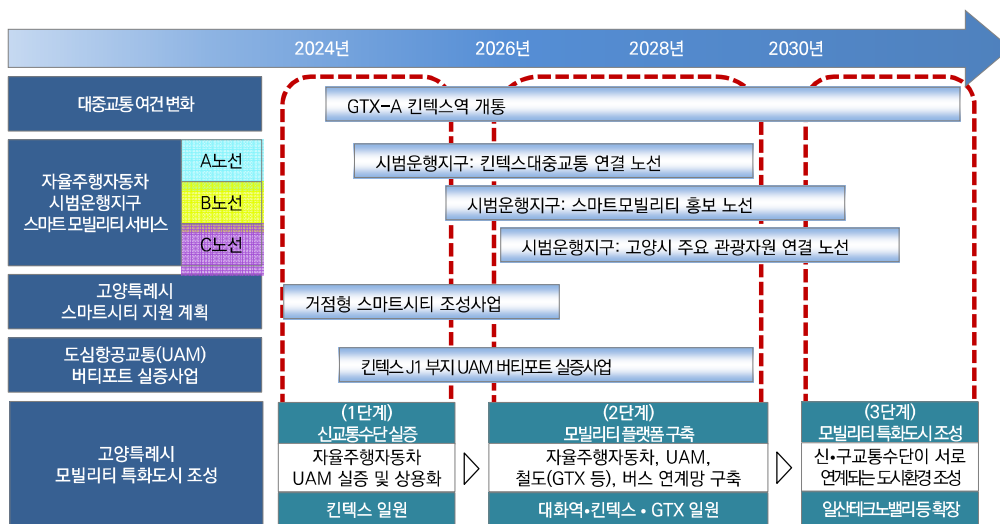 2024년 2026년 2028년 2030년
대중교통 여건 변화
GTX-A 킨텍스역 개통
자율주행자동차
시범운행지구
스마트 모빌리티 서비스
A노선
B노선
C노선
시범운행지구: 킨텍스대중교통 연결 노선
시범운행지구: 스마트모빌리티 홍보 노선
시범운행지구: 고양시 주요 관광자원 연결 노선
고양특례시
스마트시티 지원 계획
거점형 스마트시티 조성사업
도심항공교통(UAM)
버티포트 실증사업
킨텍스 J1 부지 UAM 버티포트 실증사업
고양특례시
모빌리티 특화도시 조성
(1단계)
신교통수단 실증
자율주행자동차
UAM 실증 및 상용화
킨텍스 일원
(2단계)
모빌리티 플랫폼 구축
자율주행자동차, UAM,
철도(GTX 등), 버스 연계망 구축
대화역•킨텍스 • GTX 일원
(3단계)
모빌리티 특화도시 조성
신•구교통수단이 서로
연계되는 도시환경 조성
일산테크노밸리 등 확장